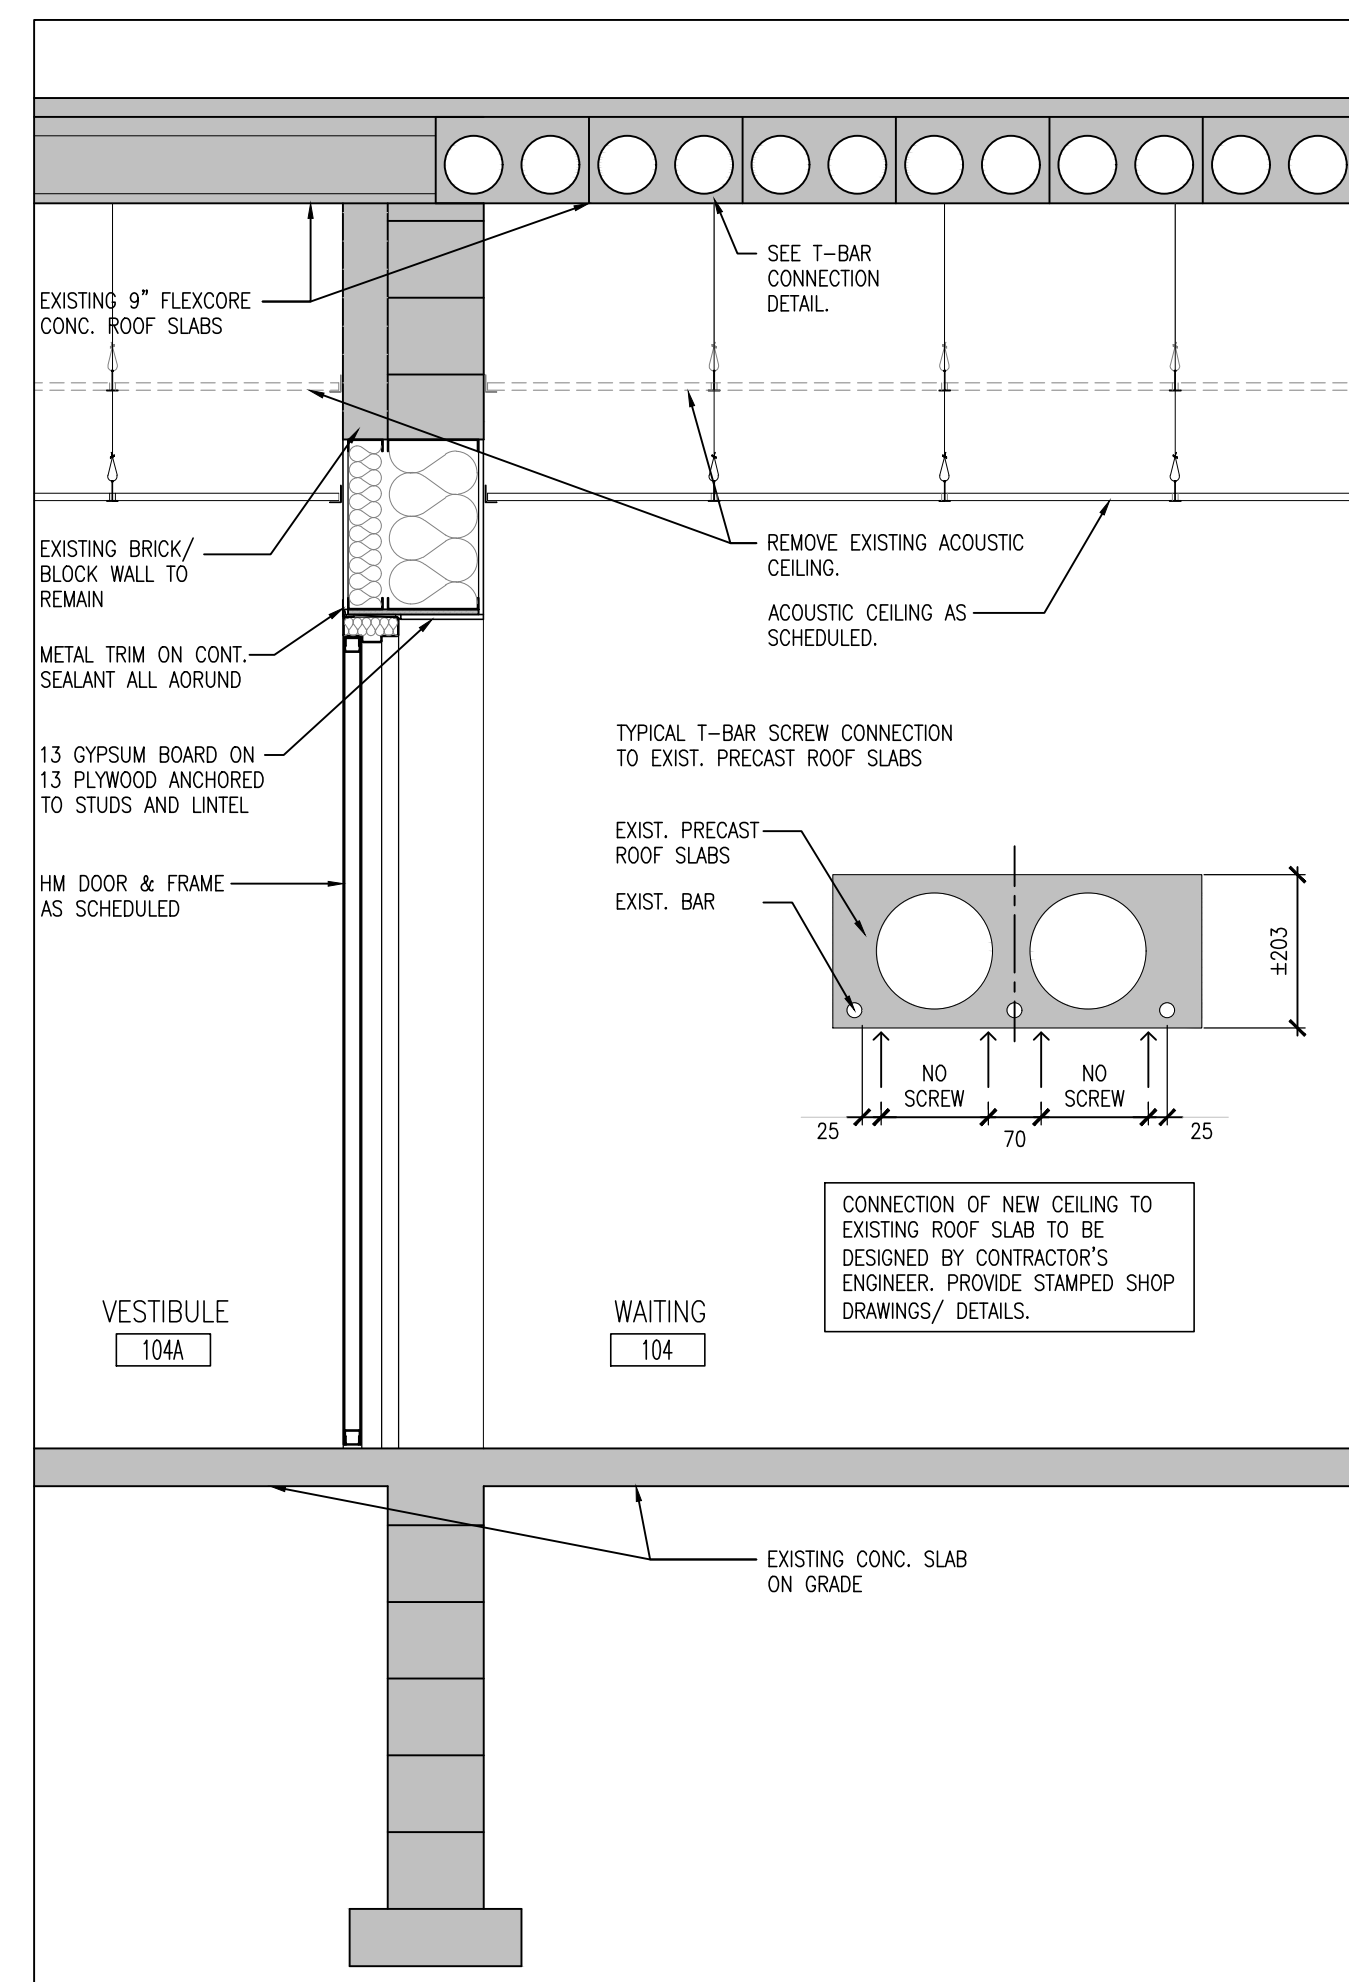 EXISTING 9" FLEXCORE
CONC. ROOF SLABS
SEE T-BAR
CONNECTION
DETAIL.
EXISTING BRICK/
BLOCK WALL TO
REMAIN
REMOVE EXISTING ACOUSTIC
CEILING.
ACOUSTIC CEILING AS
SCHEDULED.
METAL TRIM ON CONT.
SEALANT ALL AORUND
13 GYPSUM BOARD ON
13 PLYWOOD ANCHORED
TO STUDS AND LINTEL
HM DOOR & FRAME
AS SCHEDULED
TYPICAL T-BAR SCREW CONNECTION
TO EXIST. PRECAST ROOF SLABS
EXIST. PRECAST
ROOF SLABS
EXIST. BAR
±203
NO
SCREW
NO
SCREW
25
70
25
CONNECTION OF NEW CEILING TO
EXISTING ROOF SLAB TO BE
DESIGNED BY CONTRACTOR'S
ENGINEER. PROVIDE STAMPED SHOP
DRAWINGS/ DETAILS.
VESTIBULE
104A
WAITING
104
EXISTING CONC. SLAB
ON GRADE